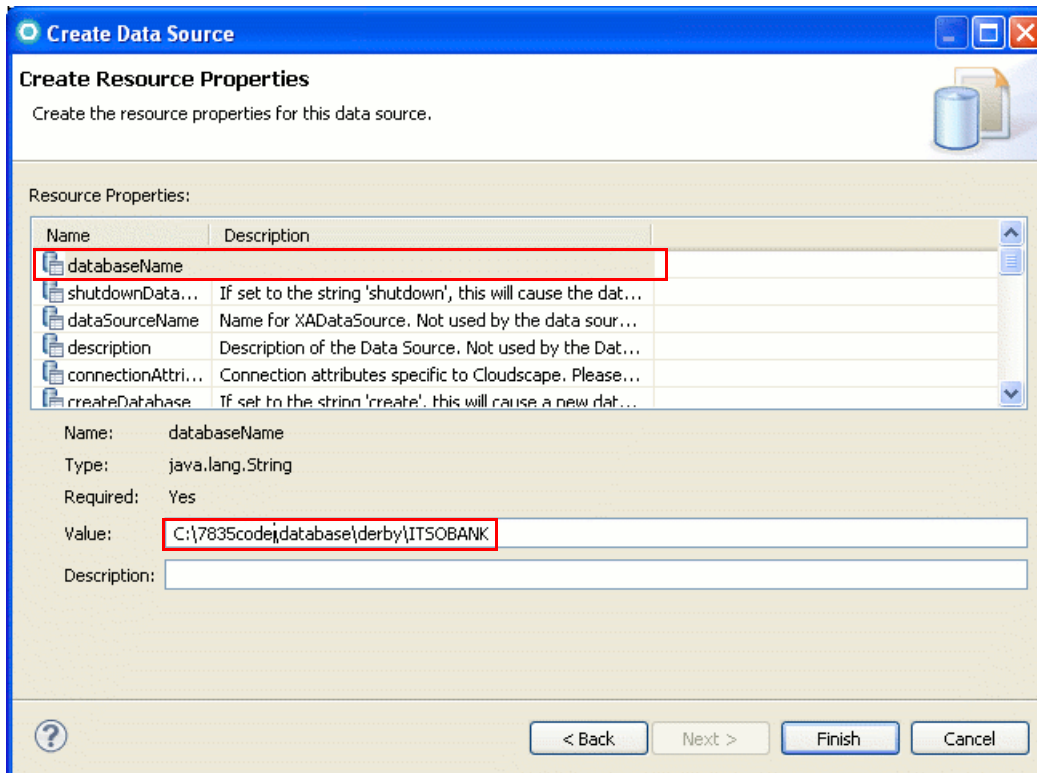 Create Data Source
Create Resource Properties
Create the resource properties for this data source.
Resource Properties:
Name Description
databaseName
shutdownData... If set to the string 'shutdown', this will cause the dat...
dataSourceName Name for XADataSource. Not used by the data sour...
description Description of the Data Source. Not used by the Dat...
connectionAttri... Connection attributes specific to Cloudscape. Please...
createDatabase If set to the string 'create', this will cause a new dat...
Name: databaseName
Type: java.lang.String
Required: Yes
Value: C:\7835code\database\derby\ITSOBANK
Description:
? < Back Next > Finish Cancel